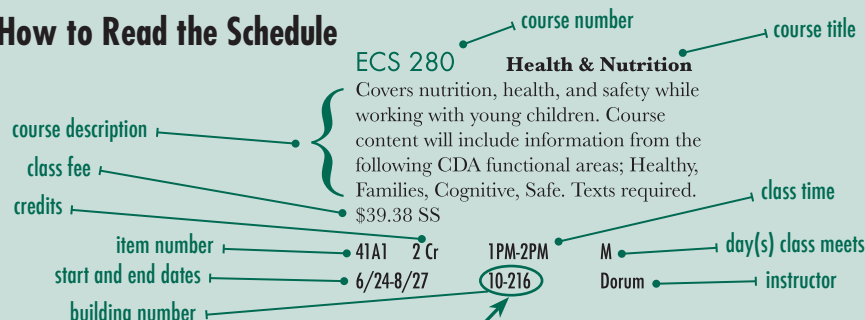 How to Read the Schedule
course number
course title
ECS 280 Health & Nutrition
Covers nutrition, health, and safety while
working with young children. Course
content will include information from the
following CDA functional areas; Healthy,
Families, Cognitive, Safe. Texts required.
$39.38 SS
course description
class fee
credits
class time
item number
41A1 2 Cr 1PM-2PM M
day(s) class meets
start and end dates
6/24-8/27 10-216 Dorum
instructor
building number